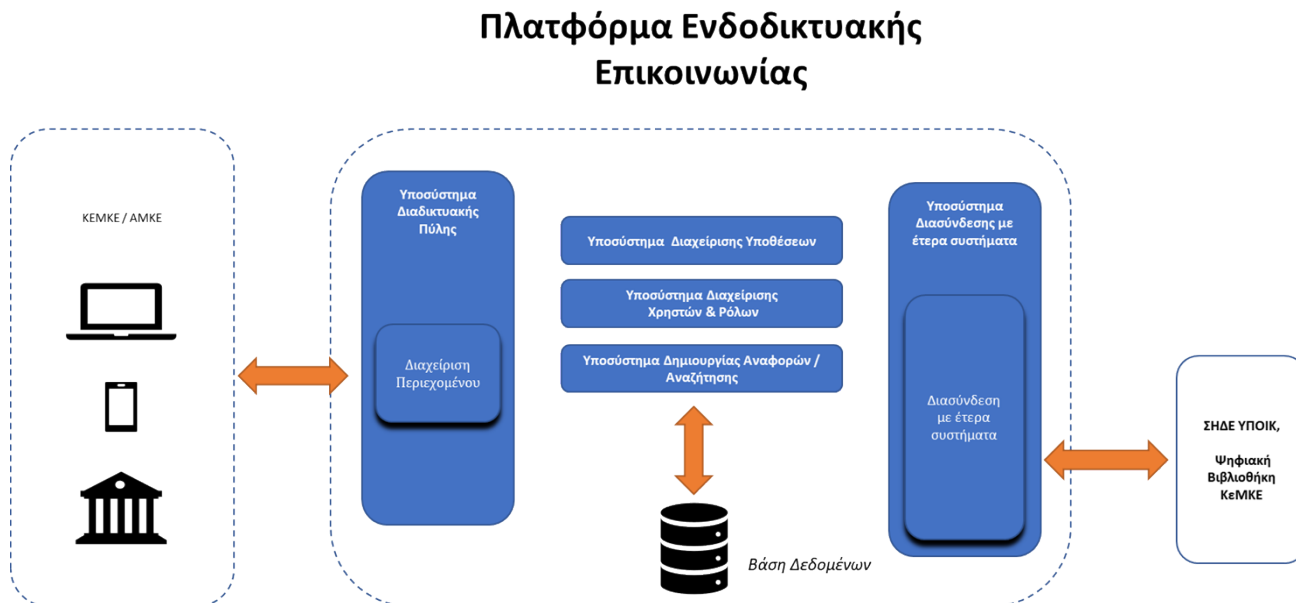 Πλατφόρμα Ενδοδικτυακής
Επικοινωνίας
ΚΕΜΚΕ / ΑΜΚΕ
Υποσύστημα
Διαδικτυακής
Πύλης
Διαχείριση
Περιεχομένου
Υποσύστημα Διαχείρισης Υποθέσεων
Υποσύστημα Διαχείρισης
Χρηστών & Ρόλων
Υποσύστημα Δημιουργίας Αναφορών /
Αναζήτησης
Βάση Δεδομένων
Υποσύστημα
Διασύνδεσης με
έτερα συστήματα
Διασύνδεση
με έτερα
συστήματα
ΣΗΔΕ ΥΠΟΙΚ,
Ψηφιακή
Βιβλιοθήκη
ΚεΜΚΕ